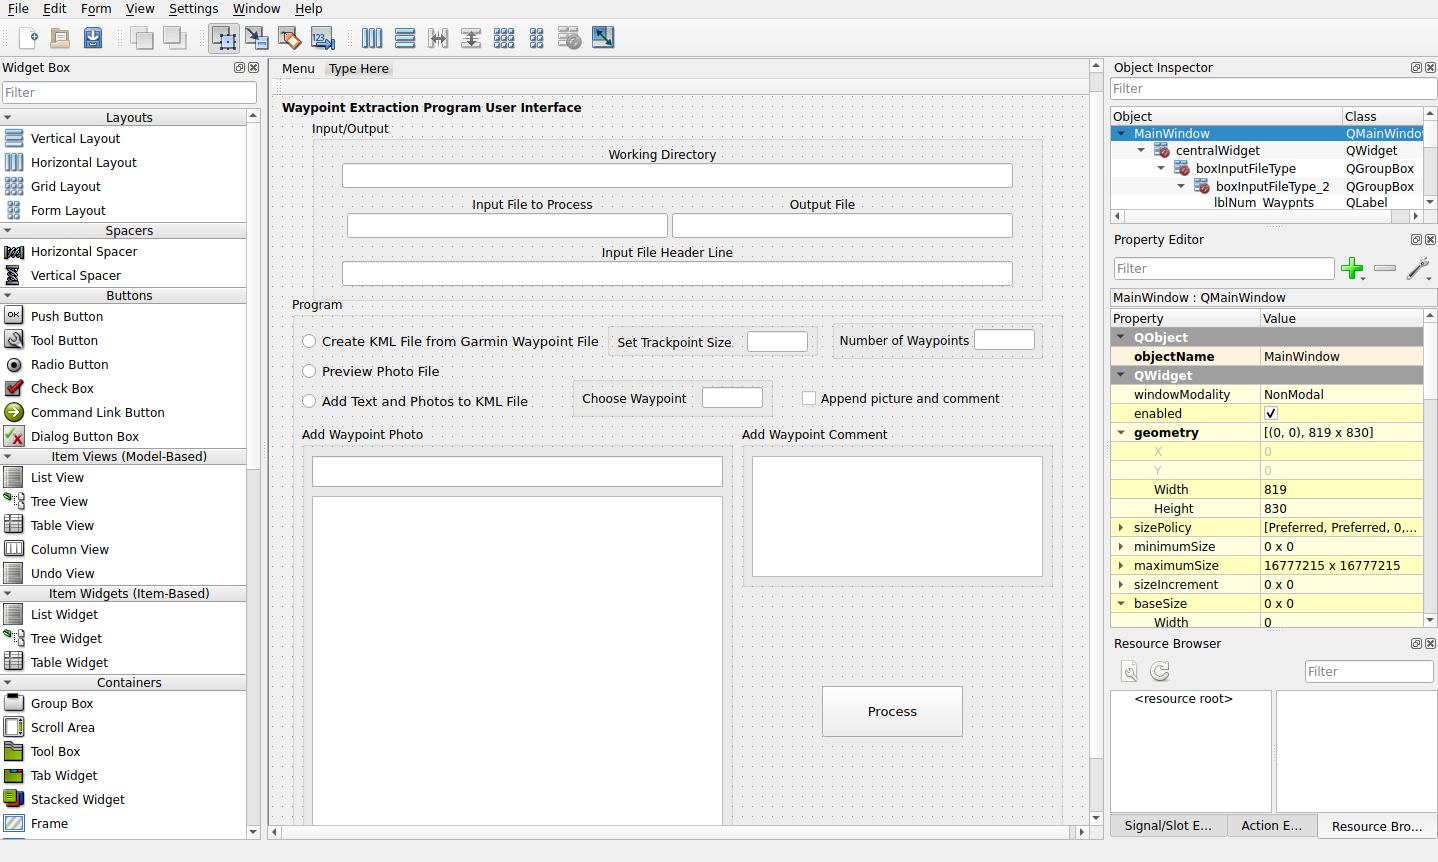 File Edit Form View Settings Window Help
Widget Box
Filter
Layouts
Vertical Layout
Horizontal Layout
Grid Layout
Form Layout
Spacers
Horizontal Spacer
Vertical Spacer
Buttons
OK Push Button
Tool Button
Radio Button
Check Box
Command Link Button
Dialog Button Box
Item Views (Model-Based)
List View
Tree View
Table View
Column View
Undo View
Item Widgets (Item-Based)
List Widget
Tree Widget
Table Widget
Containers
Group Box
Scroll Area
Tool Box
Tab Widget
Stacked Widget
Frame
123
Menu Type Here
Waypoint Extraction Program User Interface
Input/Output
Working Directory
Input File to Process Output File
Input File Header Line
Program
Create KML File from Garmin Waypoint File Set Trackpoint Size Number of Waypoints
Preview Photo File
Add Text and Photos to KML File Choose Waypoint Append picture and comment
Add Waypoint Photo Add Waypoint Comment
Process
Object Inspector
Filter
Object Class
MainWindow QMainWindo
centralWidget QWidget
boxInputFileType QGroupBox
boxInputFileType_2 QGroupBox
lblNum_Waypnts QLabel
Property Editor
Filter
MainWindow : QMainWindow
Property Value
QObject
objectName MainWindow
QWidget
windowModality NonModal
enabled
geometry [(0, 0), 819 x 830]
X 0
Y 0
Width 819
Height 830
sizePolicy [Preferred, Preferred, 0,...
minimumSize 0 x 0
maximumSize 16777215 x 16777215
sizeIncrement 0 x 0
baseSize 0 x 0
Width 0
Resource Browser
Filter
<resource root>
Signal/Slot E... Action E... Resource Bro...